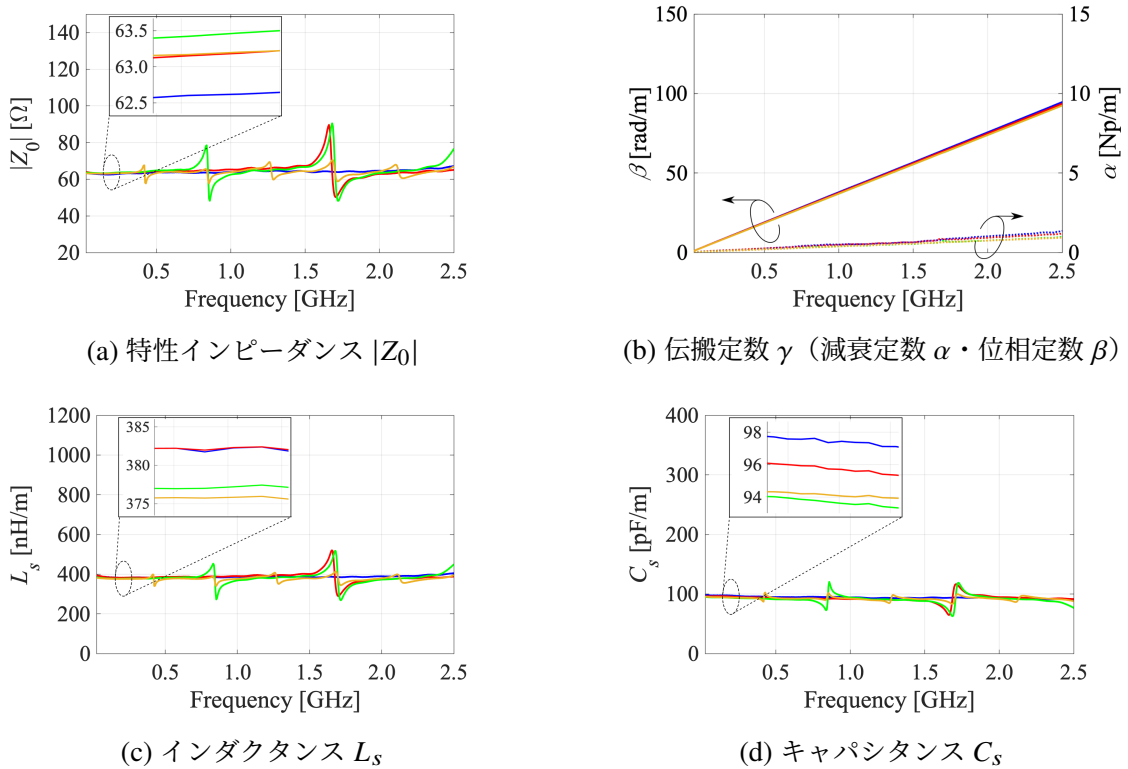 140
120
100
80
60
40
20
|Z₀| [Ω]
63.5
63.0
62.5
0.5 1.0 1.5 2.0 2.5
Frequency [GHz]
(a) 特性インピーダンス |Z₀|
150
100
50
0
β [rad/m]
15
10
5
0
α [Np/m]
0.5 1.0 1.5 2.0 2.5
Frequency [GHz]
(b) 伝搬定数 γ（減衰定数 α・位相定数 β）
1200
1000
800
600
400
200
0
Lₛ [nH/m]
385
381
375
0.5 1.0 1.5 2.0 2.5
Frequency [GHz]
(c) インダクタンス Lₛ
400
300
200
100
0
Cₛ [pF/m]
98
96
94
0.5 1.0 1.5 2.0 2.5
Frequency [GHz]
(d) キャパシタンス Cₛ